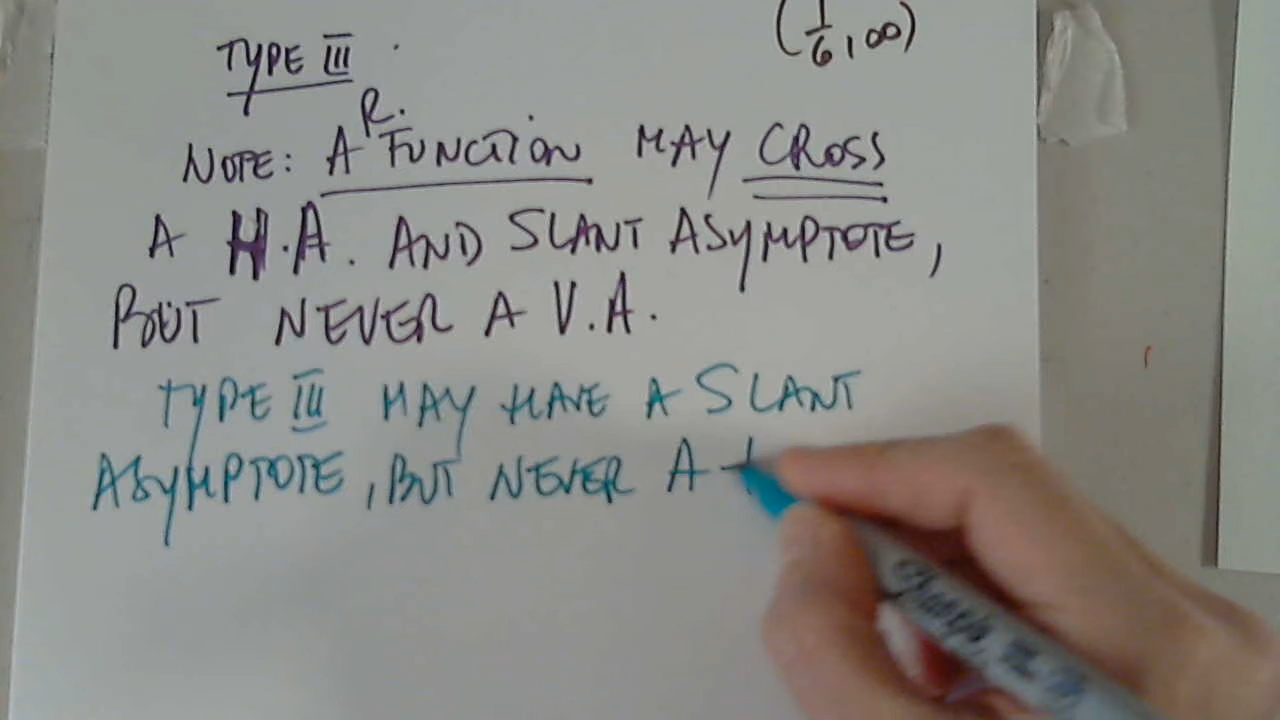 TYPE III
(1/6, ∞)
R.
NOTE: A FUNCTION MAY CROSS
A H.A. AND SLANT ASYMPTOTE,
BUT NEVER A V.A.
TYPE III MAY HAVE A SLANT
ASYMPTOTE, BUT NEVER A